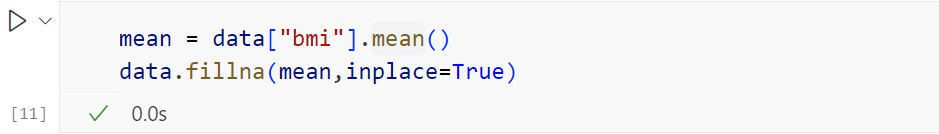 mean = data["bmi"].mean()
data.fillna(mean,inplace=True)
[11] 0.0s